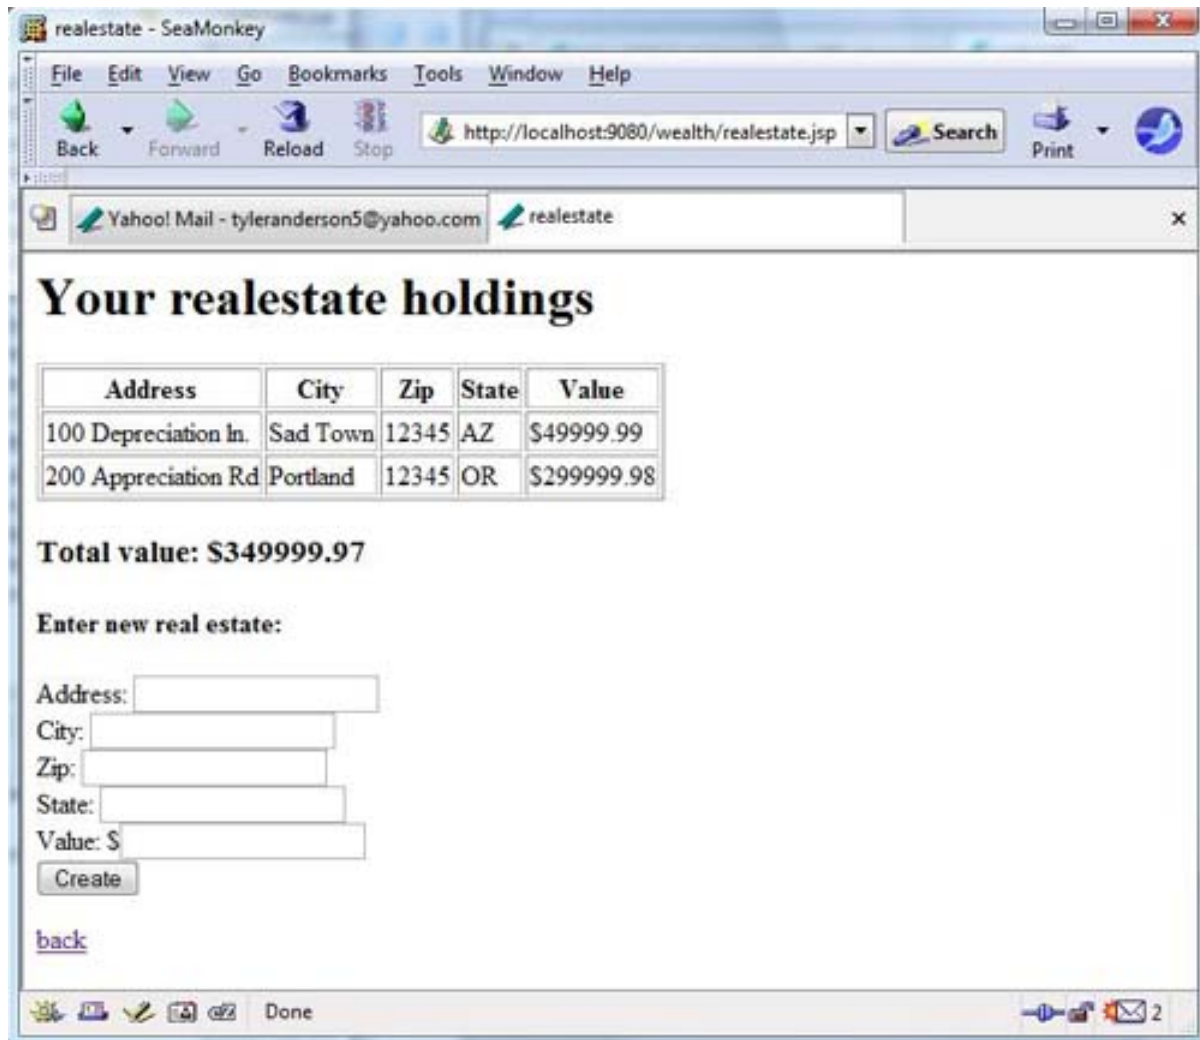 realestate - SeaMonkey
File Edit View Go Bookmarks Tools Window Help
Back Forward Reload Stop http://localhost:9080/wealth/realestate.jsp Search Print
Yahoo! Mail - tyleranderson5@yahoo.com realestate
Your realestate holdings
Address City Zip State Value
100 Depreciation ln. Sad Town 12345 AZ $49999.99
200 Appreciation Rd Portland 12345 OR $299999.98
Total value: $349999.97
Enter new real estate:
Address:
City:
Zip:
State:
Value: $
Create
back
Done 2